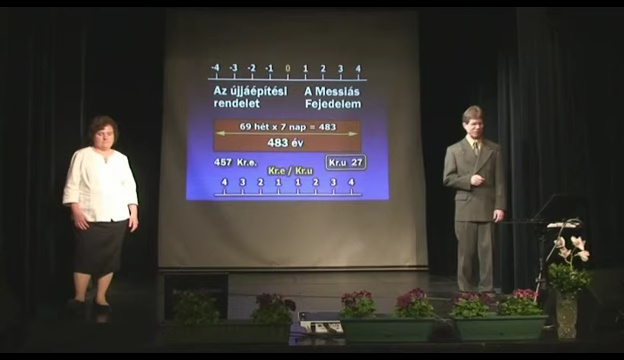 -4 -3 -2 -1 0 1 2 3 4
Az újjáépítési
rendelet
A Messiás
Fejedelem
69 hét x 7 nap = 483
483 év
457 Kr.e.
Kr.u 27
Kr.e / Kr.u
4 3 2 1 1 2 3 4